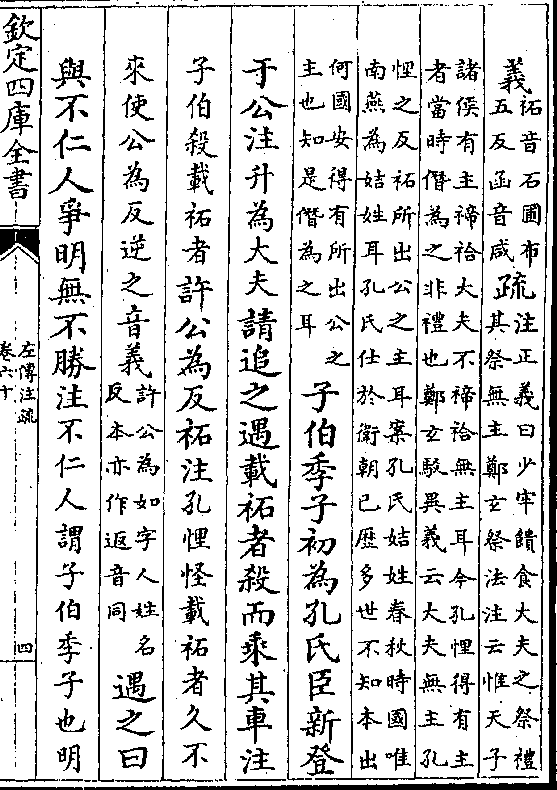 義
祏音石圃布
五反函音咸
疏
注正義曰少牢饋食大夫之祭禮
其祭無主鄭玄祭法注云惟天子
諸侯有主禘祫大夫不禘祫無主耳今孔悝得有主
者當時僭為之非禮也鄭玄駮異義云大夫無主孔
悝之反祏所出公之主耳案孔氏姞姓春秋時國唯
南燕為姞姓耳孔氏仕於衛朝已歷多世不知本出
何國安得有所出公之
主也知是僭為之耳
子伯季子初為孔氏臣新登
于公注升為大夫請追之遇載祏者殺而乘其車注
子伯殺載祏者許公為反祏注孔悝怪載祏者久不
來使公為反逆之音義
許公為如字人姓名
反本亦作返音同
遇之曰
與不仁人爭明無不勝注不仁人謂子伯季子也明
欽定四庫全書
左傳注疏
卷六十
四